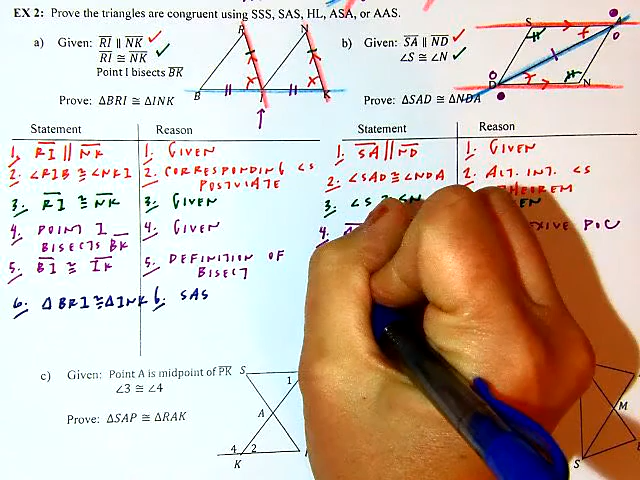 EX 2: Prove the triangles are congruent using SSS, SAS, HL, ASA, or AAS.
a) Given: RI ∥ NK ✓
RI ≅ NK ✓
Point I bisects BK
Prove: ΔBRI ≅ ΔINK
R N
B I K
b) Given: SA ∥ ND ✓
∠S ≅ ∠N ✓
Prove: ΔSAD ≅ ΔNDA
S A
D N
Statement Reason
1. RI ∥ NK 1. GIVEN
2. ∠RIB ≅ ∠NKI 2. CORRESPONDING ∠S
POSTULATE
3. RI ≅ NK 3. GIVEN
4. POINT I 4. GIVEN
BISECTS BK
5. BI ≅ IK 5. DEFINITION OF
BISECT
6. ΔBRI ≅ ΔINK 6. SAS
Statement Reason
1. SA ∥ ND 1. GIVEN
2. ∠SAD ≅ ∠NDA 2. ALT. INT. ∠S
3. ∠S ≅
4. POC
c) Given: Point A is midpoint of PK
∠3 ≅ ∠4
Prove: ΔSAP ≅ ΔRAK
S
1
A
4 2
K
M
S